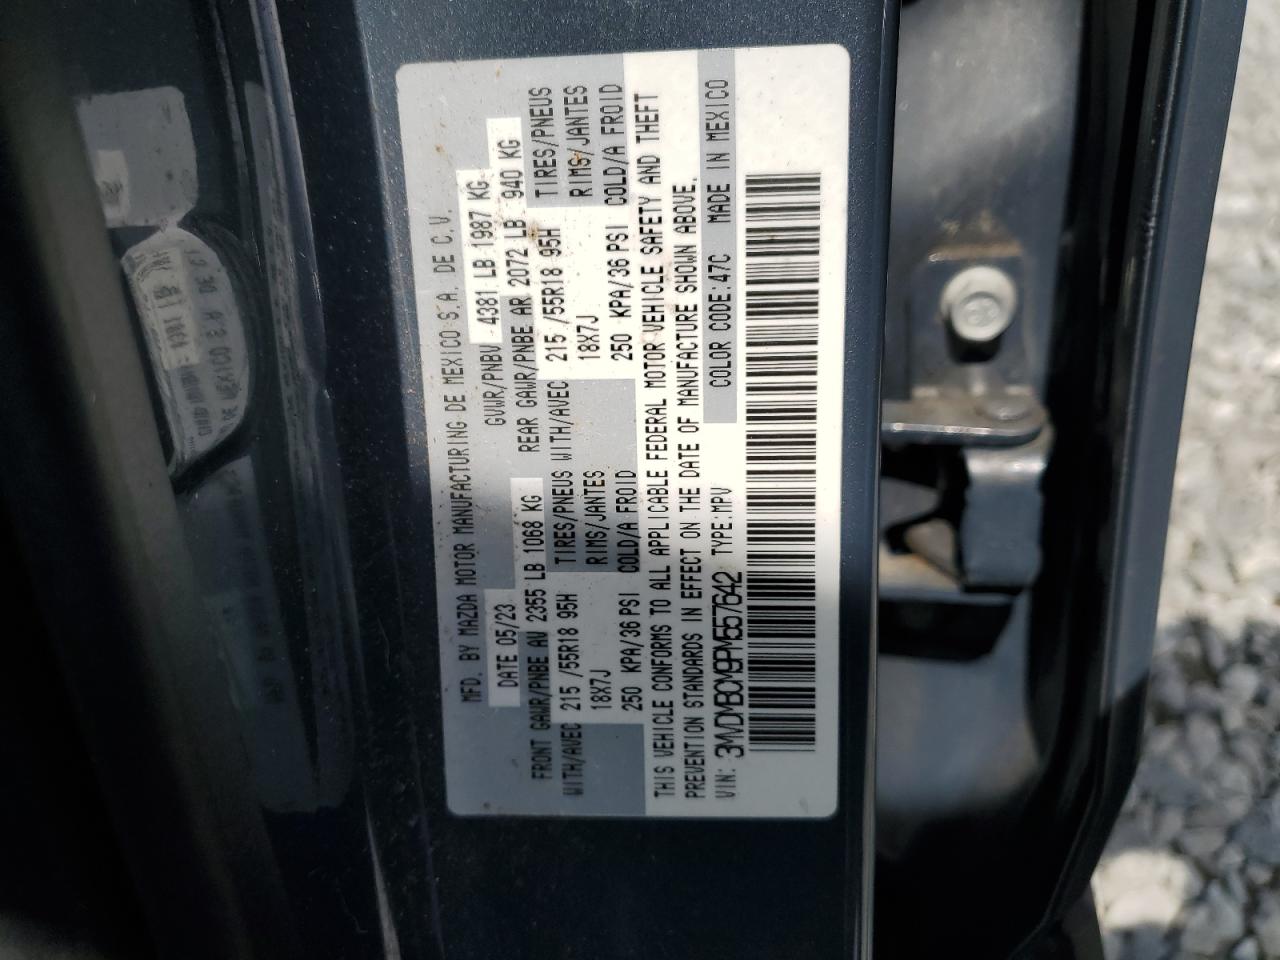 MFD. BY MAZDA MOTOR MANUFACTURING DE MEXICO S.A. DE C.V.
DATE 05/23 GVWR/PNBV 4381 LB 1987 KG
FRONT GAWR/PNBE AV 2355 LB 1068 KG REAR GAWR/PNBE AR 2072 LB 940 KG
WITH/AVEC 215 /55R18 95H TIRES/PNEUS WITH/AVEC 215 /55R18 95H TIRES/PNEUS
18X7J RIMS/JANTES 18X7J RIMS/JANTES
250 KPA/36 PSI COLD/A FROID 250 KPA/36 PSI COLD/A FROID
THIS VEHICLE CONFORMS TO ALL APPLICABLE FEDERAL MOTOR VEHICLE SAFETY AND THEFT
PREVENTION STANDARDS IN EFFECT ON THE DATE OF MANUFACTURE SHOWN ABOVE.
VIN: 3MVDMBCM9PM557642 TYPE:MPV COLOR CODE:47C MADE IN MEXICO